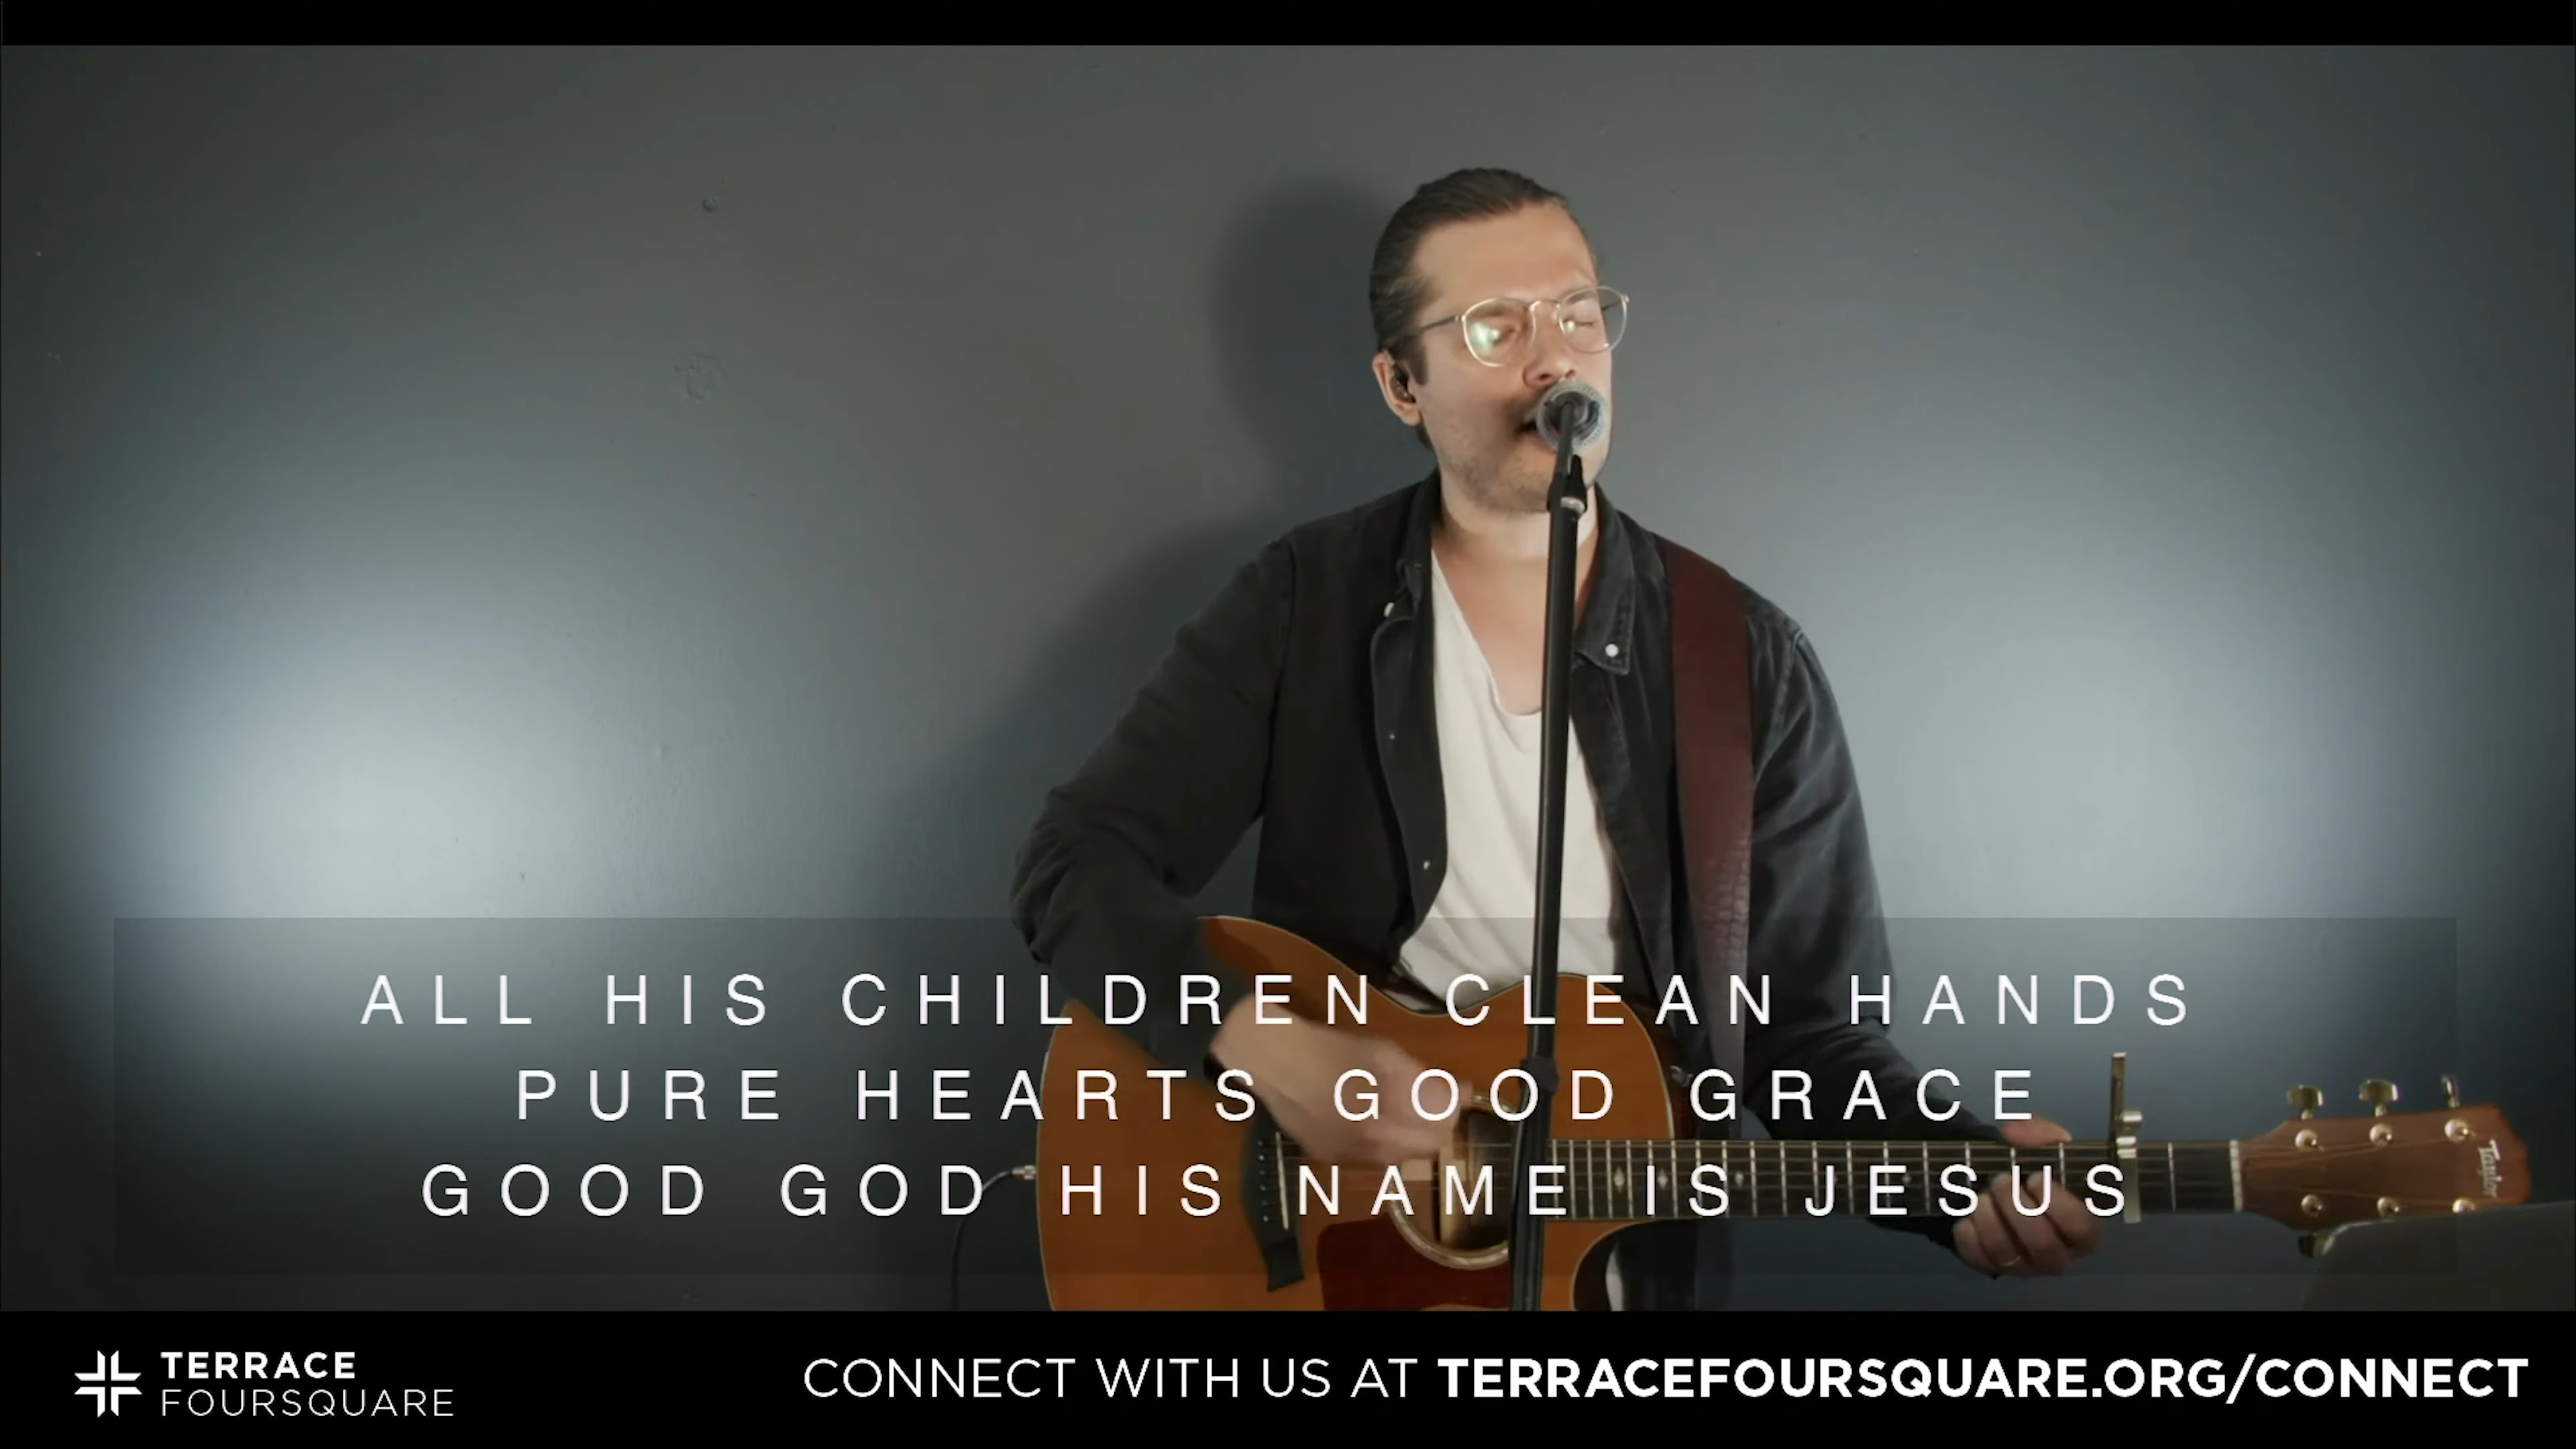 Taylor
ALL HIS CHILDREN CLEAN HANDS
PURE HEARTS GOOD GRACE
GOOD GOD HIS NAME IS JESUS
TERRACE
FOURSQUARE
CONNECT WITH US AT TERRACEFOURSQUARE.ORG/CONNECT